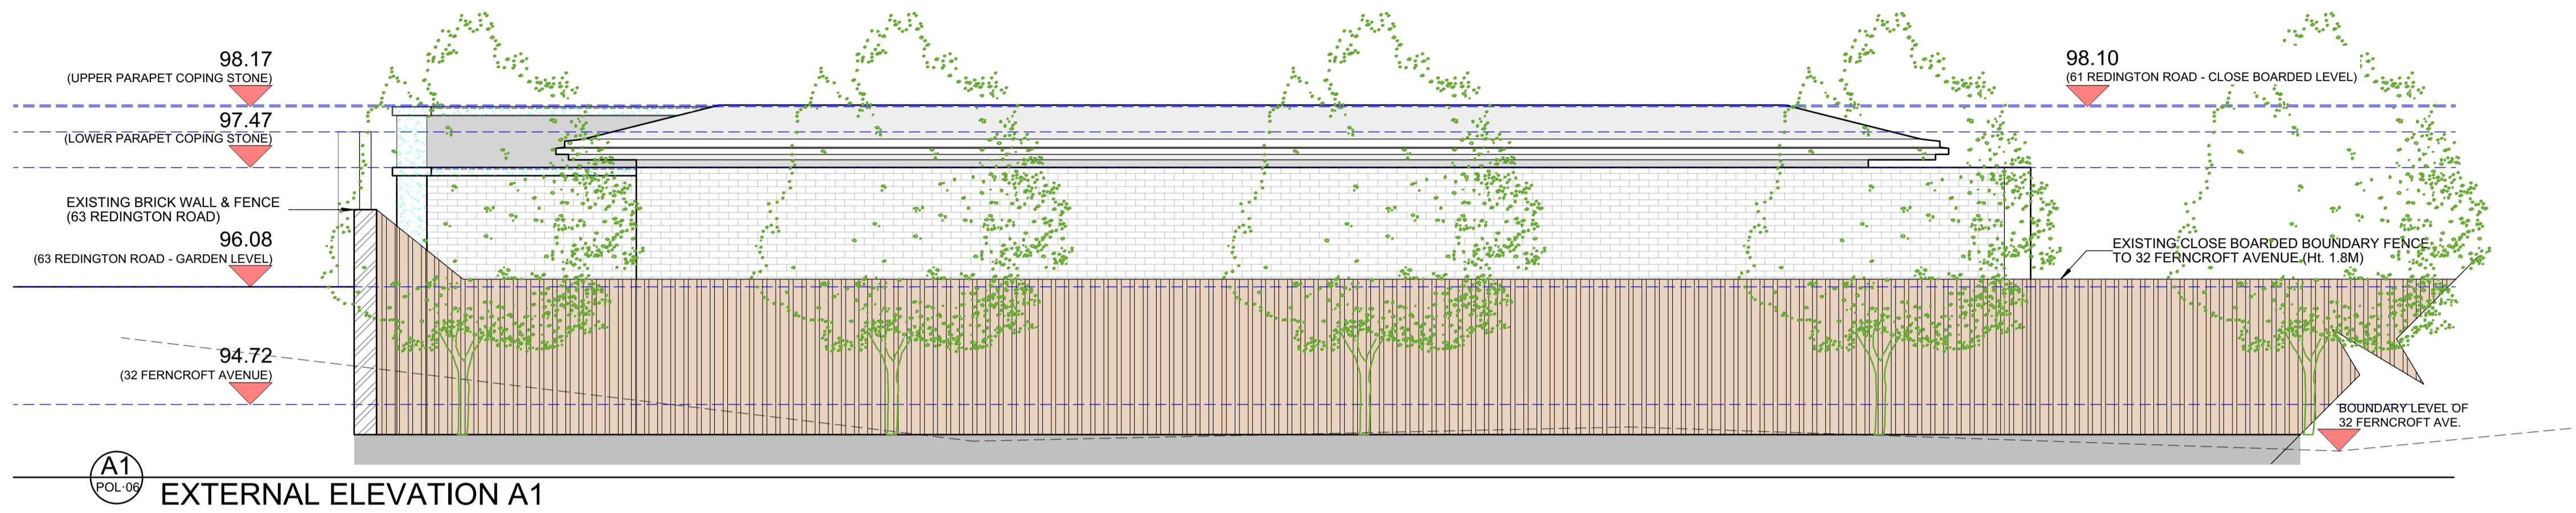 98.17
(UPPER PARAPET COPING STONE)
97.47
(LOWER PARAPET COPING STONE)
EXISTING BRICK WALL & FENCE
(63 REDINGTON ROAD)
96.08
(63 REDINGTON ROAD - GARDEN LEVEL)
94.72
(32 FERNCROFT AVENUE)
98.10
(61 REDINGTON ROAD - CLOSE BOARDED LEVEL)
EXISTING CLOSE BOARDED BOUNDARY FENCE
TO 32 FERNCROFT AVENUE (Ht. 1.8M)
BOUNDARY LEVEL OF
32 FERNCROFT AVE.
A1
POL·06
EXTERNAL ELEVATION A1